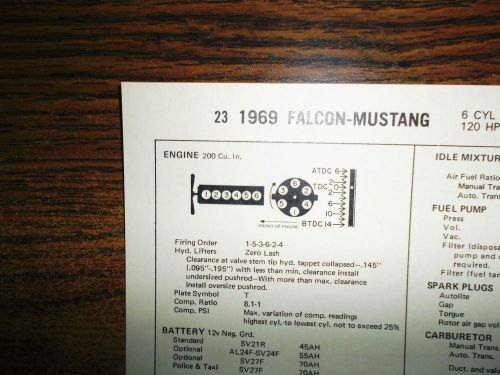 23 1969 FALCON-MUSTANG
6 CYL
120 HP
ENGINE 200 Cu. In.
1 2 3 4 5 6
ATDC 6
2
TDC 0
2
6
10
BTDC 14
FRONT OF ENGINE
Firing Order 1-5-3-6-2-4
Hyd. Lifters Zero Lash
Clearance at valve stem tip hyd. tappet collapsed—.145"
(.095"-.195") with less than min. clearance install
undersized pushrod—With more than max. clearance
Install oversize pushrod.
Plate Symbol T
Comp. Ratio 8.1-1
Comp. PSI Max. variation of comp. readings
highest cyl.-to lowest cyl. not to exceed 25%
BATTERY 12v Neg. Grd.
Standard SV21R 45AH
Optional AL24F-SV24F 55AH
Optional SV27F 70AH
Police & Taxi SV27F 70AH
IDLE MIXTUR
Air Fuel Ratio
Manual Tra
Auto. Trans
FUEL PUMP
Press
Vol.
Vac.
Filter (dispos
pump and
required.
Filter (fuel tan
SPARK PLUGS
Autolite
Gap
Torque
Rotor air gap vol
CARBURETOR
Manual Trans.
Auto. Trans.